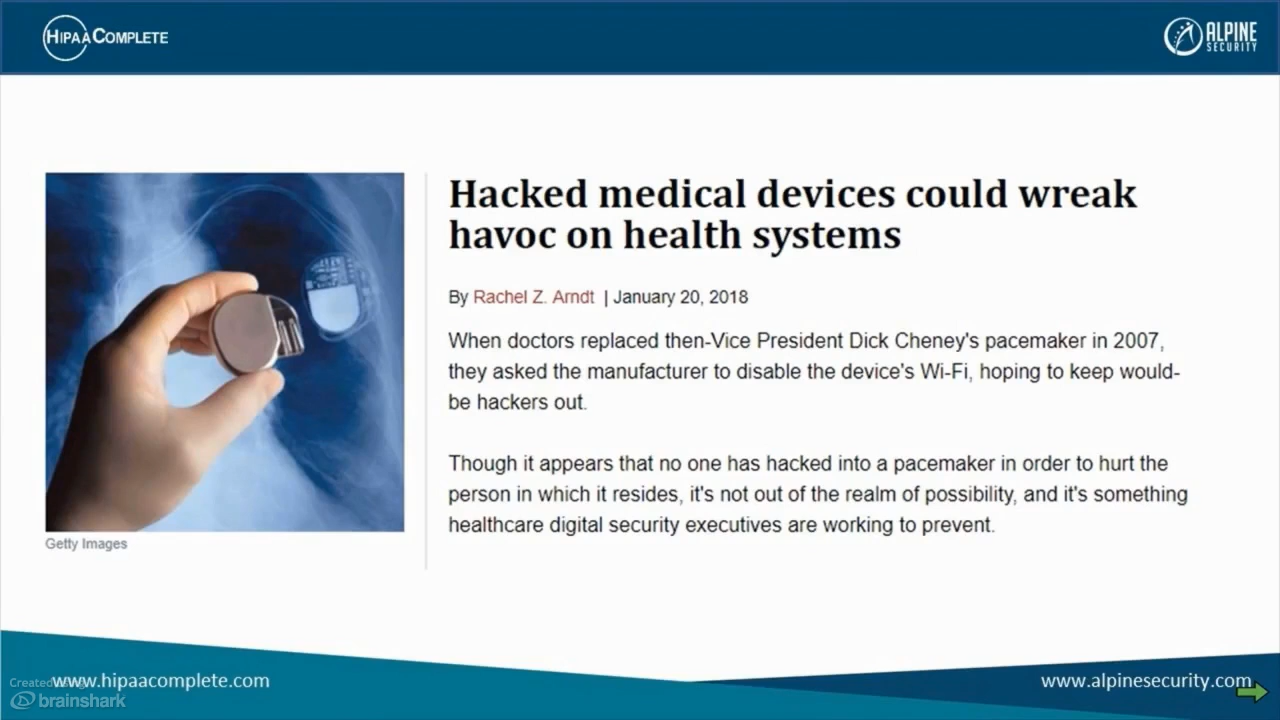 HIPAACOMPLETE
ALPINE
SECURITY
Hacked medical devices could wreak
havoc on health systems
By Rachel Z. Arndt | January 20, 2018
When doctors replaced then-Vice President Dick Cheney's pacemaker in 2007,
they asked the manufacturer to disable the device's Wi-Fi, hoping to keep would-
be hackers out.
Though it appears that no one has hacked into a pacemaker in order to hurt the
person in which it resides, it's not out of the realm of possibility, and it's something
healthcare digital security executives are working to prevent.
Getty Images
Created
www.hipaacomplete.com
brainshark
www.alpinesecurity.com